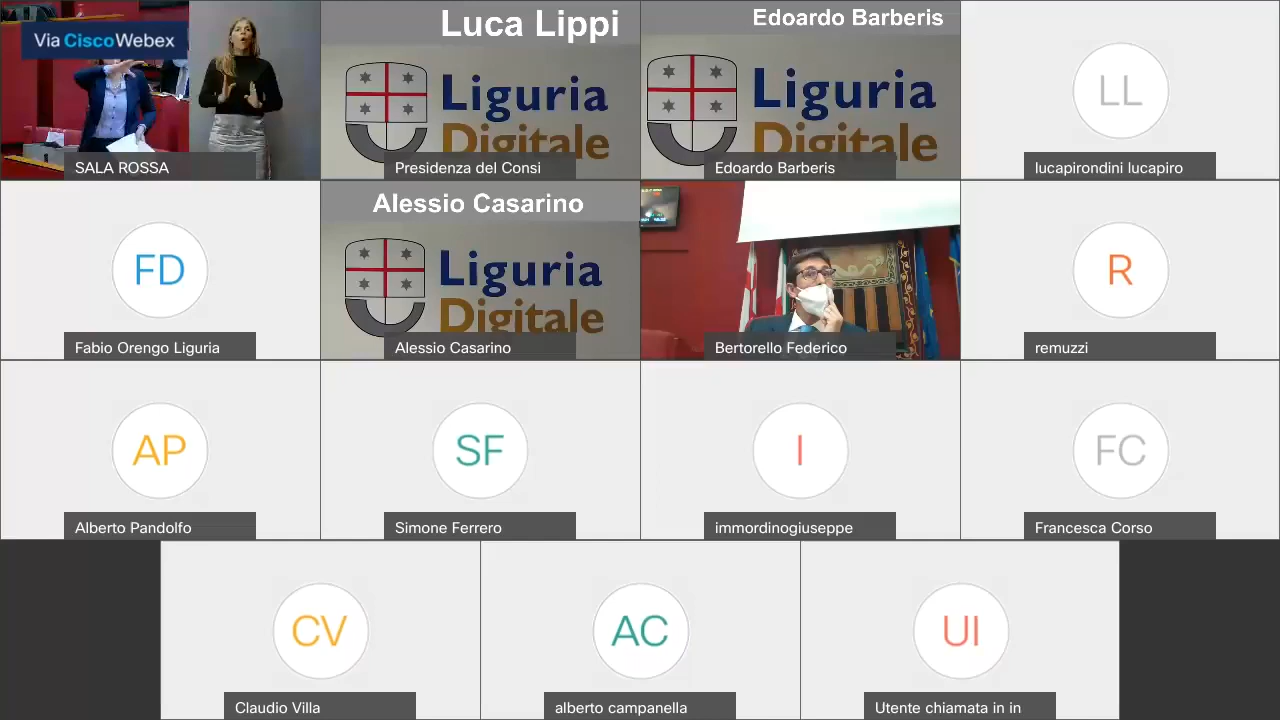 Via Cisco Webex
SALA ROSSA
Luca Lippi
Liguria
Digitale
Presidenza del Consi
Edoardo Barberis
Liguria
Digitale
Edoardo Barberis
LL
lucapirondini lucapiro
FD
Fabio Orengo Liguria
Alessio Casarino
Liguria
Digitale
Alessio Casarino
Bertorello Federico
R
remuzzi
AP
Alberto Pandolfo
SF
Simone Ferrero
I
immordinogiuseppe
FC
Francesca Corso
CV
Claudio Villa
AC
alberto campanella
UI
Utente chiamata in in